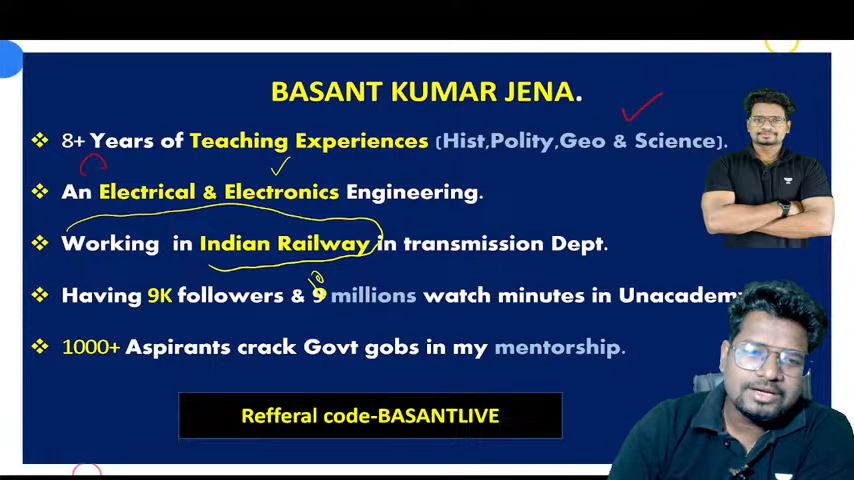 BASANT KUMAR JENA.
8+ Years of Teaching Experiences (Hist,Polity,Geo & Science).
An Electrical & Electronics Engineering.
Working in Indian Railway in transmission Dept.
Having 9K followers & 9 millions watch minutes in Unacademy
1000+ Aspirants crack Govt gobs in my mentorship.
Refferal code-BASANTLIVE